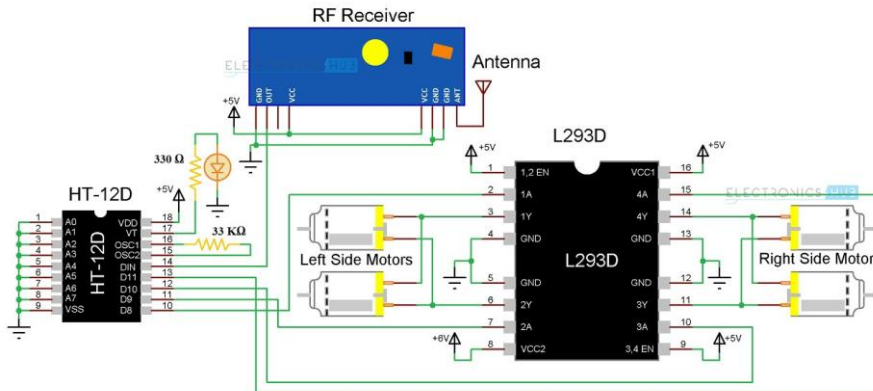 RF Receiver
ELECTRONICS HUB
Antenna
GND
OUT
VCC
VCC
GND
GND
ANT
+5V
330 Ω
+5V
33 KΩ
HT-12D
HT-12D
1 A0
2 A1
3 A2
4 A3
5 A4
6 A5
7 A6
8 A7
9 VSS
VDD 18
VT 17
OSC1 16
OSC2 15
DIN 14
D11 13
D10 12
D9 11
D8 10
L293D
L293D
+5V
+5V
1 1,2 EN
2 1A
3 1Y
4 GND
5 GND
6 2Y
7 2A
8 VCC2
VCC1 16
4A 15
4Y 14
GND 13
GND 12
3Y 11
3A 10
3,4 EN 9
+6V
+5V
Left Side Motors
Right Side Motor
ELECTRONICS HUB